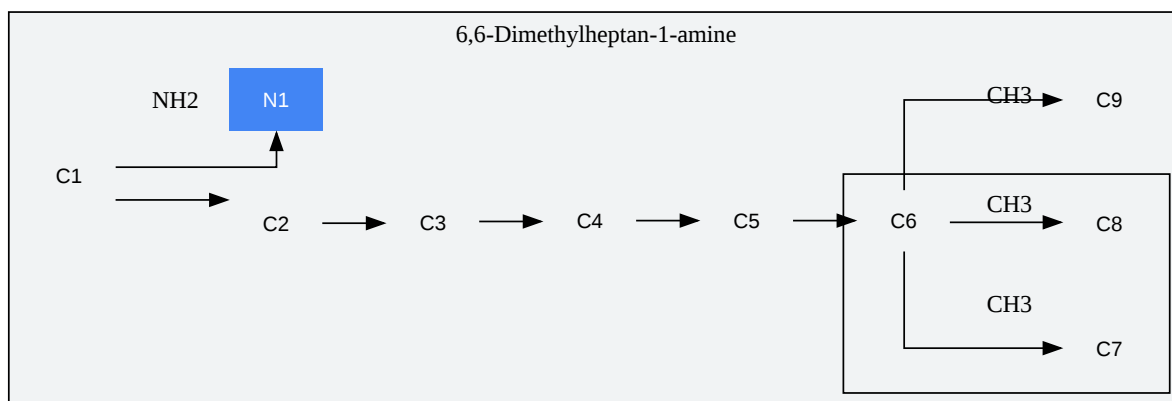 6,6-Dimethylheptan-1-amine
NH2
N1
CH3
C9
C1
C2
C3
C4
C5
C6
CH3
C8
CH3
C7